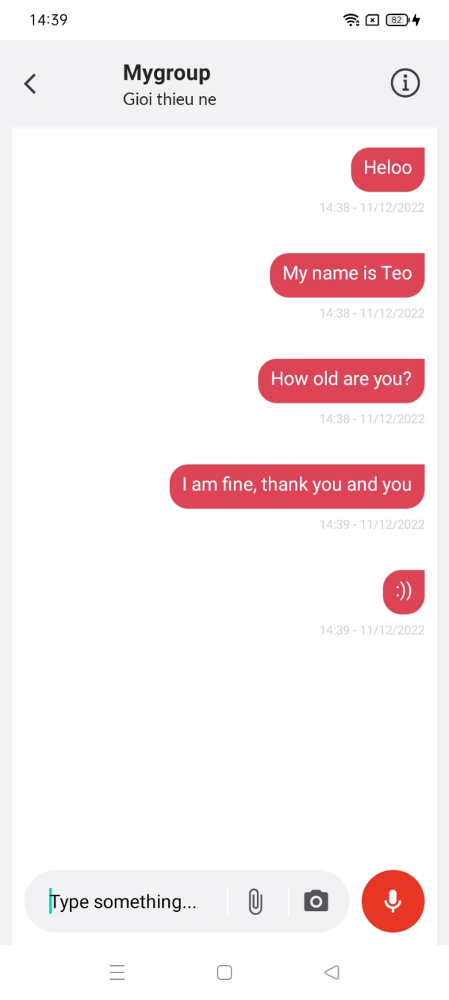 14:39
82
Mygroup
Gioi thieu ne
Heloo
14:38 - 11/12/2022
My name is Teo
14:38 - 11/12/2022
How old are you?
14:38 - 11/12/2022
I am fine, thank you and you
14:39 - 11/12/2022
:))
14:39 - 11/12/2022
Type something...